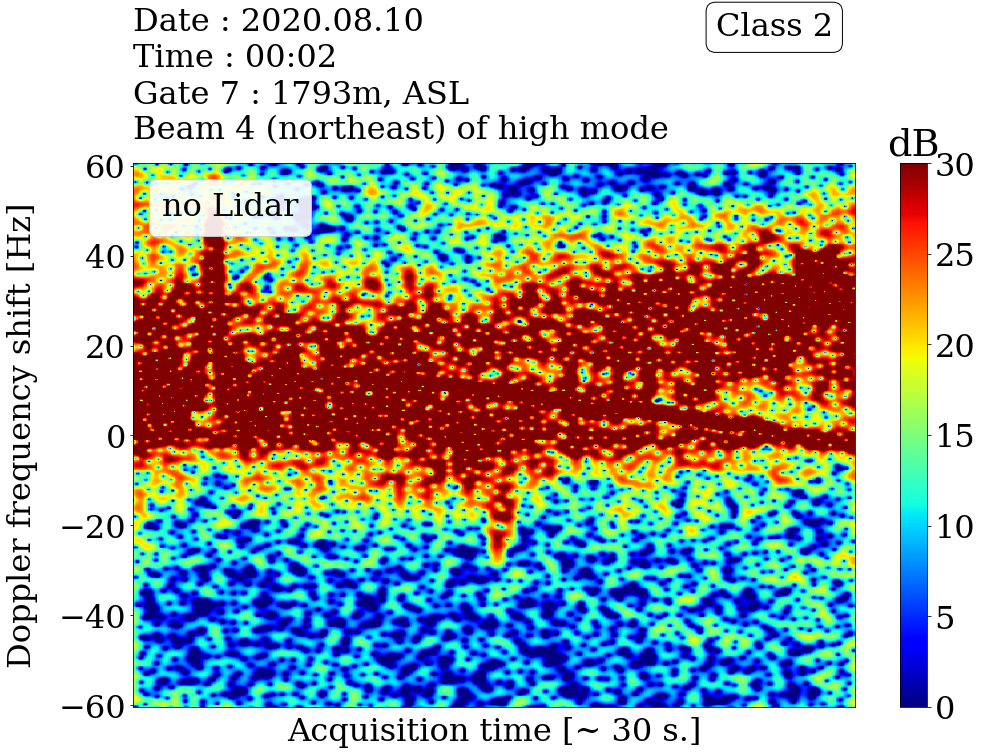 Date : 2020.08.10
Time : 00:02
Gate 7 : 1793m, ASL
Beam 4 (northeast) of high mode
Class 2
dB
no Lidar
Doppler frequency shift [Hz]
60
40
20
0
−20
−40
−60
Acquisition time [~ 30 s.]
30
25
20
15
10
5
0